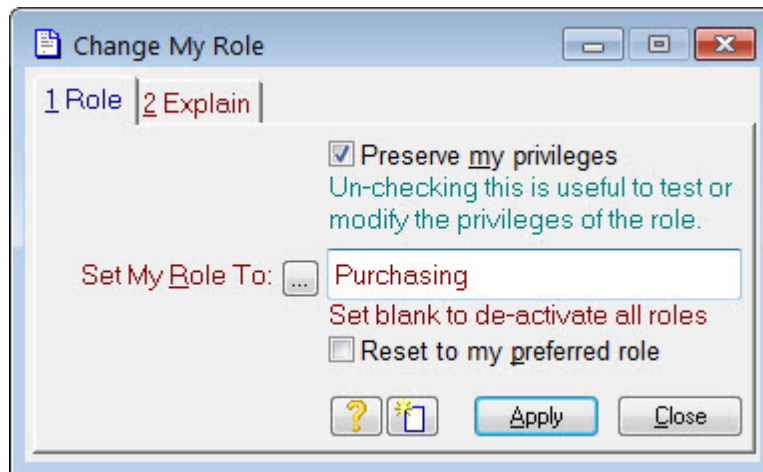 Change My Role
1 Role
2 Explain
Preserve my privileges
Un-checking this is useful to test or
modify the privileges of the role.
Set My Role To: ... Purchasing
Set blank to de-activate all roles
Reset to my preferred role
? Apply Close